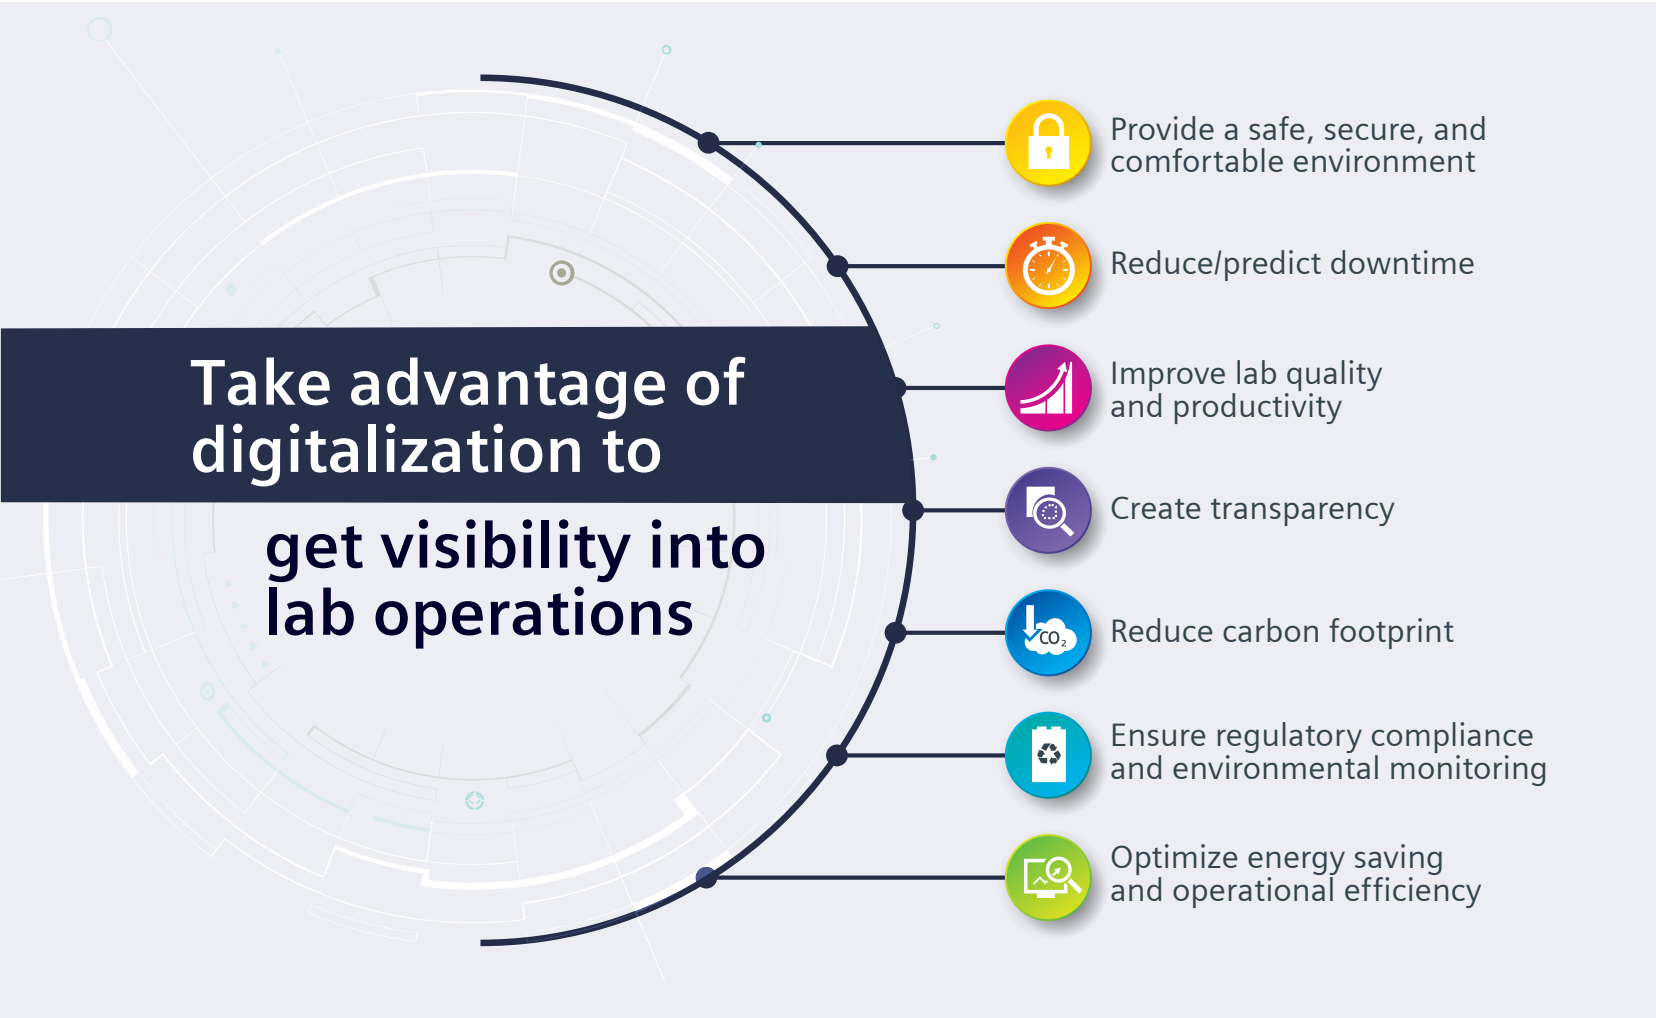 Take advantage of
digitalization to
get visibility into
lab operations
Provide a safe, secure, and
comfortable environment
Reduce/predict downtime
Improve lab quality
and productivity
Create transparency
CO₂
Reduce carbon footprint
Ensure regulatory compliance
and environmental monitoring
Optimize energy saving
and operational efficiency